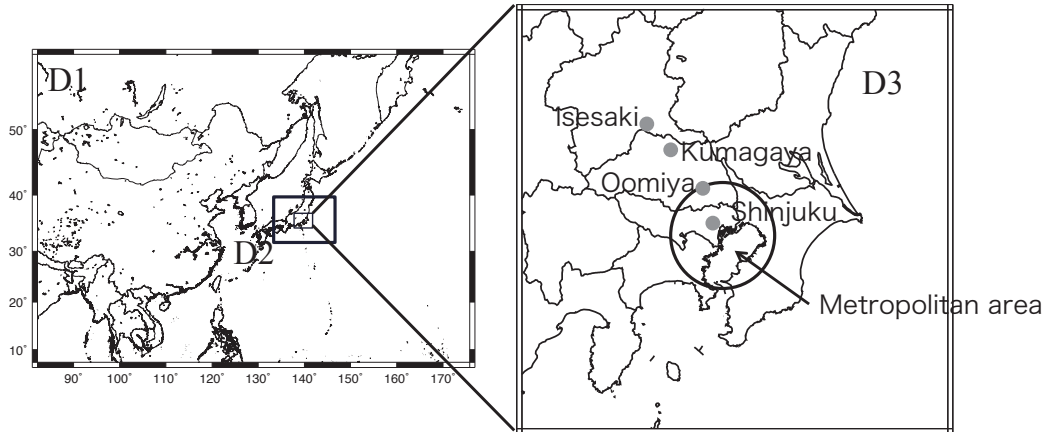 D1
50°
40°
30°
20°
10°
90°
100°
110°
120°
130°
140°
150°
160°
170°
D2
D3
Isesaki
Kumagaya
Oomiya
Shinjuku
Metropolitan area